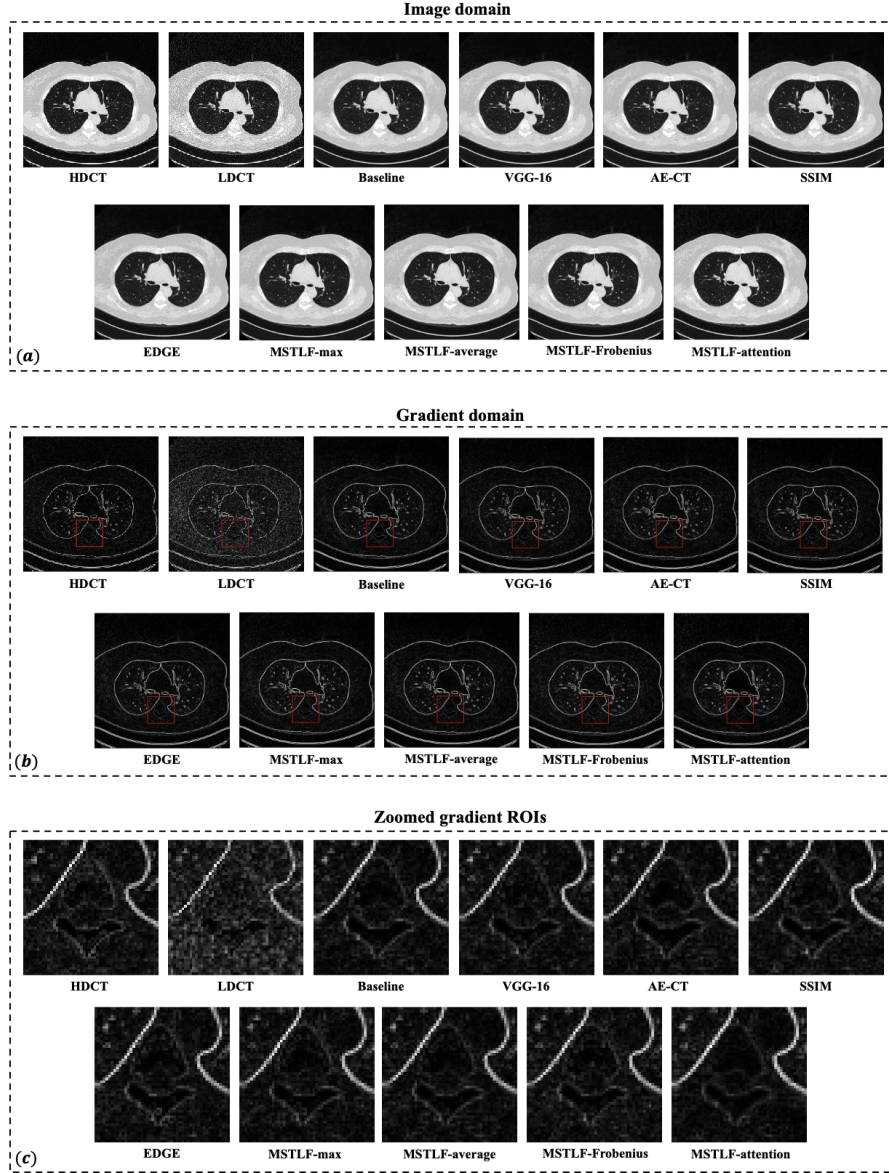 Image domain
HDCT LDCT Baseline VGG-16 AE-CT SSIM
EDGE MSTLF-max MSTLF-average MSTLF-Frobenius MSTLF-attention
(a)
Gradient domain
HDCT LDCT Baseline VGG-16 AE-CT SSIM
EDGE MSTLF-max MSTLF-average MSTLF-Frobenius MSTLF-attention
(b)
Zoomed gradient ROIs
HDCT LDCT Baseline VGG-16 AE-CT SSIM
EDGE MSTLF-max MSTLF-average MSTLF-Frobenius MSTLF-attention
(c)